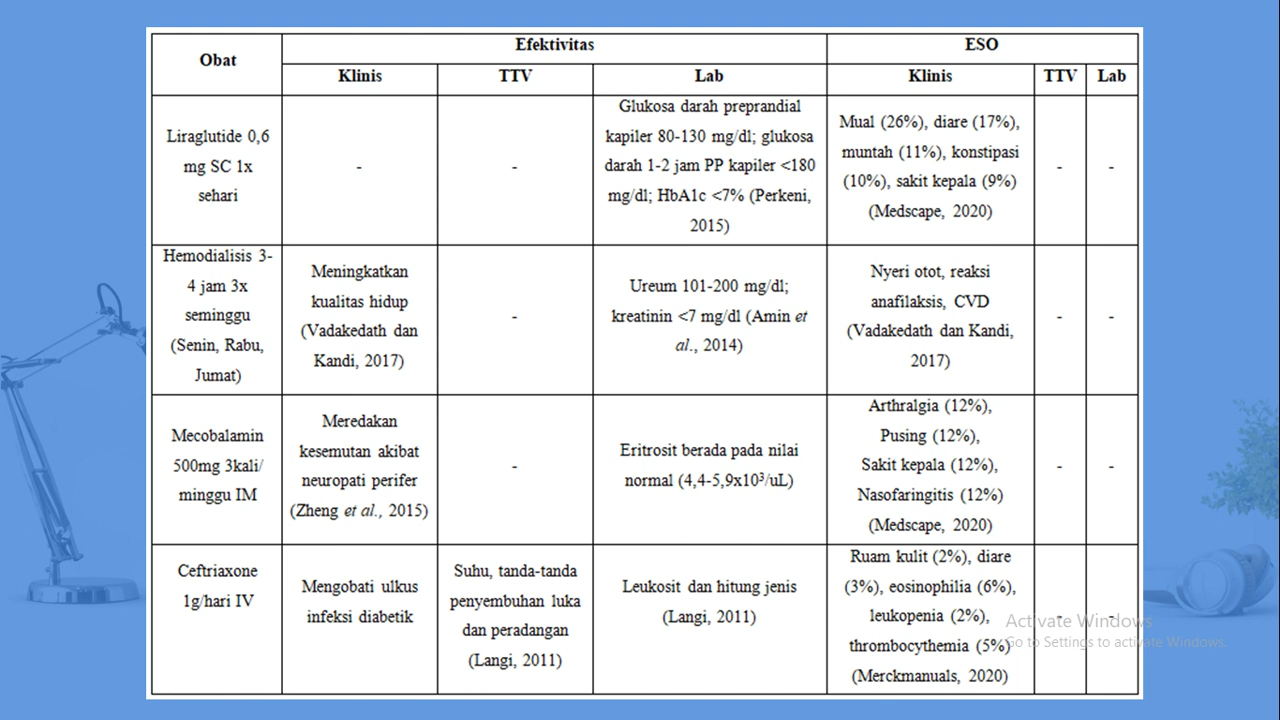 Obat
Efektivitas
ESO
Klinis
TTV
Lab
Klinis
TTV
Lab
Liraglutide 0,6
mg SC 1x
sehari
-
-
Glukosa darah preprandial
kapiler 80-130 mg/dl; glukosa
darah 1-2 jam PP kapiler <180
mg/dl; HbA1c <7% (Perkeni,
2015)
Mual (26%), diare (17%),
muntah (11%), konstipasi
(10%), sakit kepala (9%)
(Medscape, 2020)
-
-
Hemodialisis 3-
4 jam 3x
seminggu
(Senin, Rabu,
Jumat)
Meningkatkan
kualitas hidup
(Vadakedath dan
Kandi, 2017)
-
Ureum 101-200 mg/dl;
kreatinin <7 mg/dl (Amin et
al., 2014)
Nyeri otot, reaksi
anafilaksis, CVD
(Vadakedath dan Kandi,
2017)
-
-
Mecobalamin
500mg 3kali/
minggu IM
Meredakan
kesemutan akibat
neuropati perifer
(Zheng et al., 2015)
-
Eritrosit berada pada nilai
normal (4,4-5,9x10³/uL)
Arthralgia (12%),
Pusing (12%),
Sakit kepala (12%),
Nasofaringitis (12%)
(Medscape, 2020)
-
-
Ceftriaxone
1g/hari IV
Mengobati ulkus
infeksi diabetik
Suhu, tanda-tanda
penyembuhan luka
dan peradangan
(Langi, 2011)
Leukosit dan hitung jenis
(Langi, 2011)
Ruam kulit (2%), diare
(3%), eosinophilia (6%),
leukopenia (2%),
thrombocythemia (5%)
(Merckmanuals, 2020)
-
-
Activate Windows
Go to Settings to activate Windows.